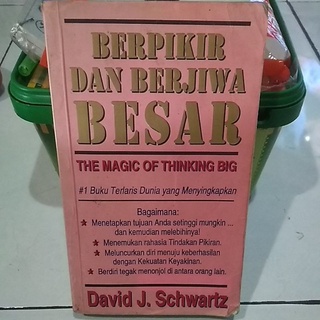 BERPIKIR
DAN BERJIWA
BESAR
THE MAGIC OF THINKING BIG
#1 Buku Terlaris Dunia yang Menyingkapkan
Bagaimana:
★ Menetapkan tujuan Anda setinggi mungkin ...
dan kemudian melebihinya!
★ Menemukan rahasia Tindakan Pikiran.
★ Meluncurkan diri menuju keberhasilan
dengan Kekuatan Keyakinan.
★ Berdiri tegak menonjol di antara orang lain.
David J. Schwartz